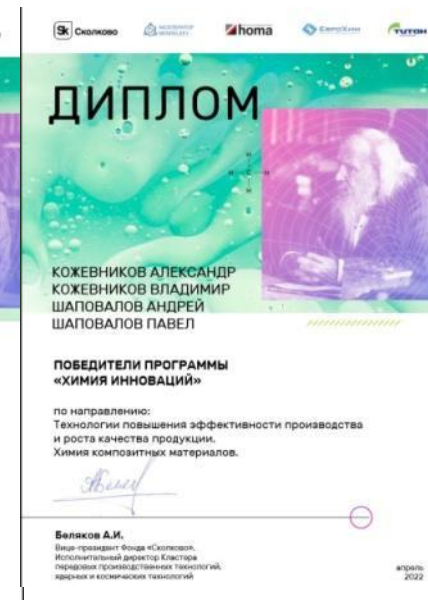 Sk Сколково
homa
ЕвроХим
ТИТАН
ДИПЛОМ
КОЖЕВНИКОВ АЛЕКСАНДР
КОЖЕВНИКОВ ВЛАДИМИР
ШАПОВАЛОВ АНДРЕЙ
ШАПОВАЛОВ ПАВЕЛ
ПОБЕДИТЕЛИ ПРОГРАММЫ
«ХИМИЯ ИННОВАЦИЙ»
по направлению:
Технологии повышения эффективности производства
и роста качества продукции.
Химия композитных материалов.
Беляков А.И.
Вице-президент Фонда «Сколково»,
Исполнительный директор Кластера
передовых производственных технологий,
ядерных и космических технологий
апрель
2022